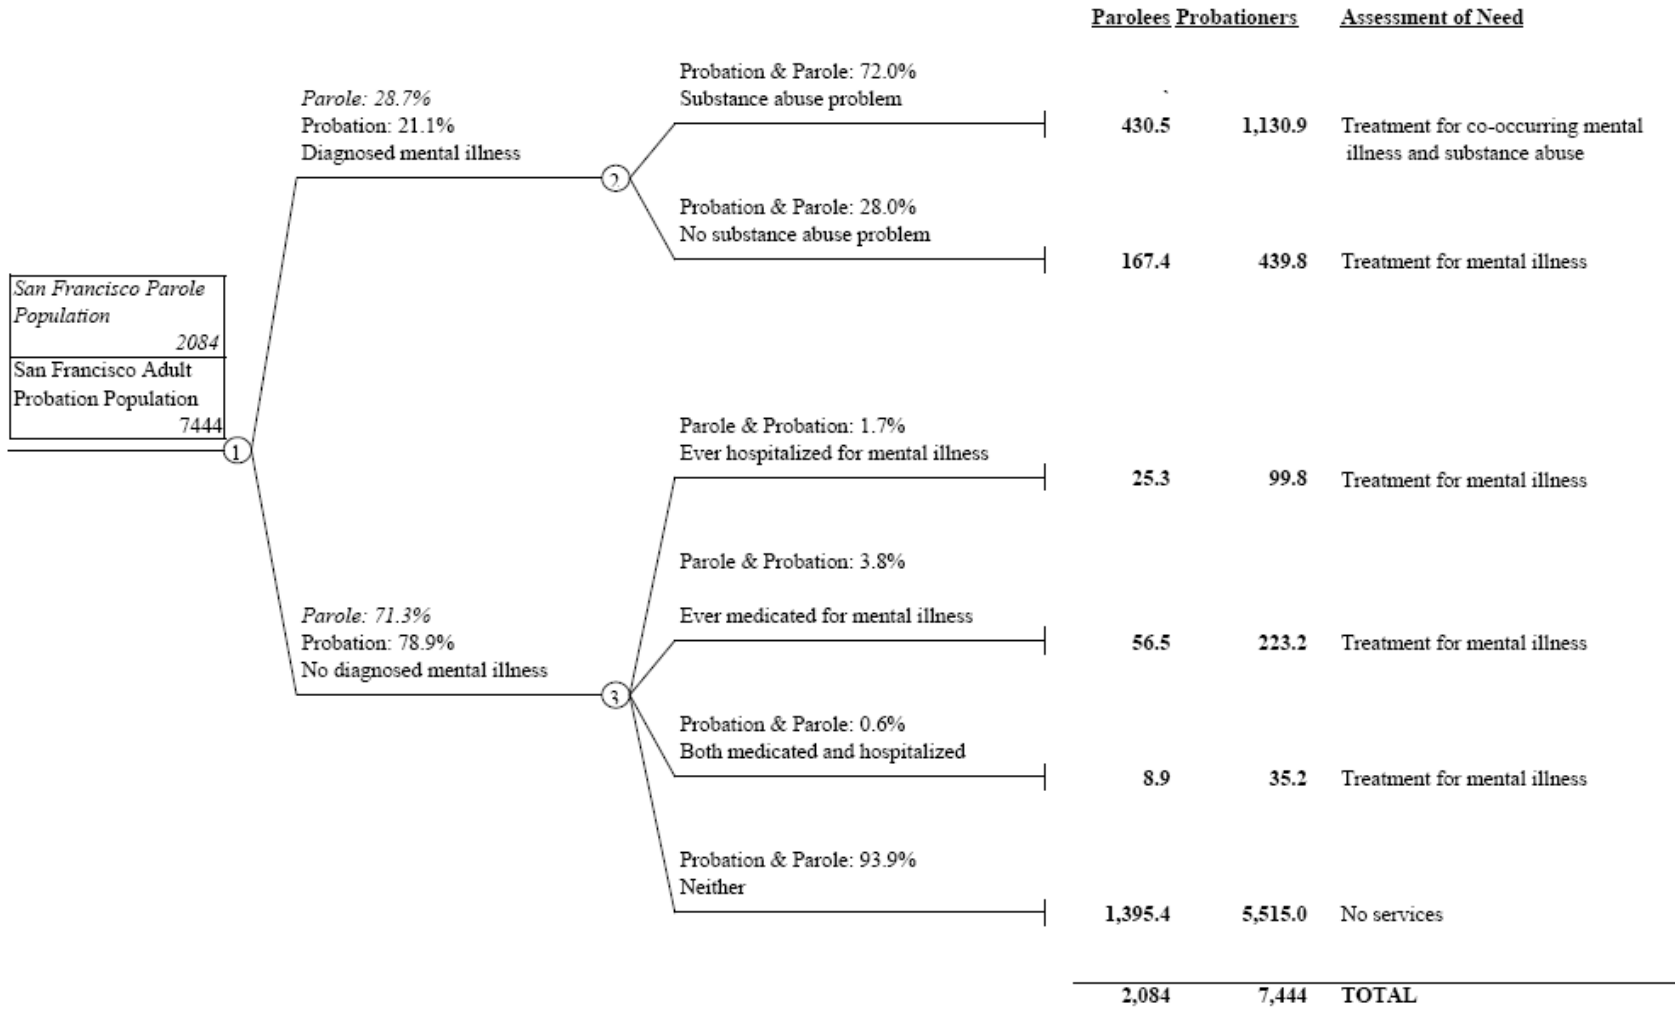 Parolees Probationers Assessment of Need
Probation & Parole: 72.0%
Substance abuse problem
Parole: 28.7%
Probation: 21.1%
Diagnosed mental illness
430.5 1,130.9 Treatment for co-occurring mental
illness and substance abuse
2
Probation & Parole: 28.0%
No substance abuse problem
167.4 439.8 Treatment for mental illness
San Francisco Parole
Population
2084
San Francisco Adult
Probation Population
7444
1
Parole & Probation: 1.7%
Ever hospitalized for mental illness
25.3 99.8 Treatment for mental illness
Parole & Probation: 3.8%
Ever medicated for mental illness
56.5 223.2 Treatment for mental illness
Parole: 71.3%
Probation: 78.9%
No diagnosed mental illness
3
Probation & Parole: 0.6%
Both medicated and hospitalized
8.9 35.2 Treatment for mental illness
Probation & Parole: 93.9%
Neither
1,395.4 5,515.0 No services
2,084 7,444 TOTAL